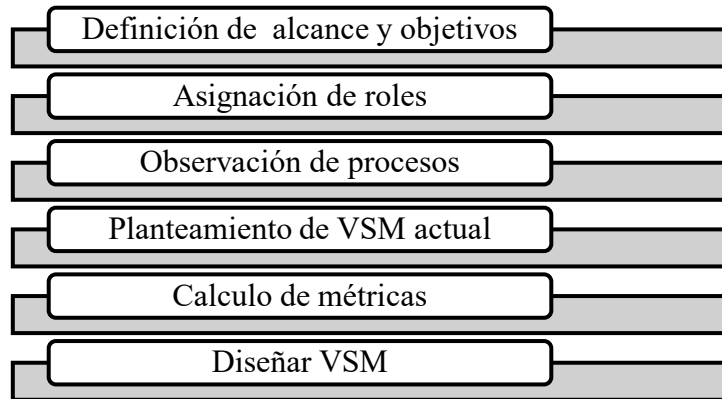 Definición de alcance y objetivos
Asignación de roles
Observación de procesos
Planteamiento de VSM actual
Calculo de métricas
Diseñar VSM